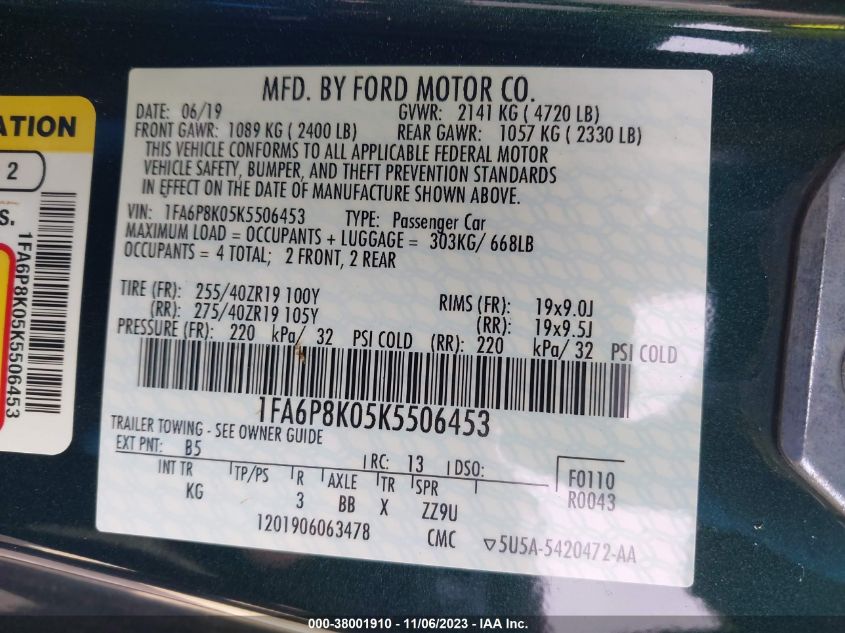 ATION
2
S.
1FA6P8K05K5506453
MFD. BY FORD MOTOR CO.
DATE: 06/19 GVWR: 2141 KG ( 4720 LB)
FRONT GAWR: 1089 KG ( 2400 LB) REAR GAWR: 1057 KG ( 2330 LB)
THIS VEHICLE CONFORMS TO ALL APPLICABLE FEDERAL MOTOR
VEHICLE SAFETY, BUMPER, AND THEFT PREVENTION STANDARDS
IN EFFECT ON THE DATE OF MANUFACTURE SHOWN ABOVE.
VIN: 1FA6P8K05K5506453 TYPE: Passenger Car
MAXIMUM LOAD = OCCUPANTS + LUGGAGE = 303KG/ 668LB
OCCUPANTS = 4 TOTAL; 2 FRONT, 2 REAR
TIRE (FR): 255/40ZR19 100Y RIMS (FR): 19x9.0J
(RR): 275/40ZR19 105Y (RR): 19x9.5J
PRESSURE (FR): 220 kPa/ 32 PSI COLD (RR): 220 kPa/ 32 PSI COLD
1FA6P8K05K5506453
TRAILER TOWING - SEE OWNER GUIDE
EXT PNT: B5 RC: 13 DSO:
INT TR TP/PS R AXLE TR SPR F0110
KG 3 BB X ZZ9U R0043
1201906063478 CMC ▽5U5A-5420472-AA
000-38001910 - 11/06/2023 - IAA Inc.